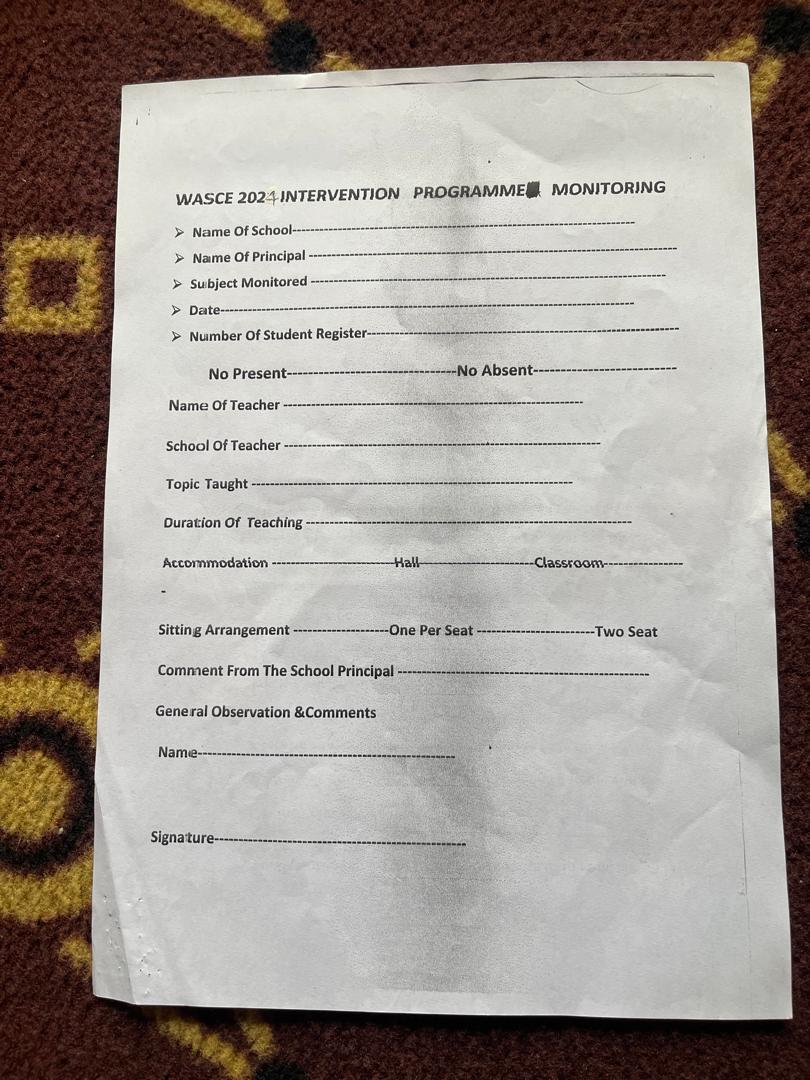 WASCE 2024 INTERVENTION PROGRAMME MONITORING
➢ Name Of School--------------------------------------------------
➢ Name Of Principal --------------------------------------------------
➢ Subject Monitored --------------------------------------------------
➢ Date--------------------------------------------------
➢ Number Of Student Register--------------------------------------------------
No Present------------------------------No Absent-------------------------
Name Of Teacher --------------------------------------------------
School Of Teacher --------------------------------------------------
Topic Taught --------------------------------------------------
Duration Of Teaching --------------------------------------------------
Accommodation ----------------------Hall--------------------Classroom--------------
-
Sitting Arrangement ------------------One Per Seat ----------------------Two Seat
Comment From The School Principal --------------------------------------------------
General Observation &Comments
Name--------------------------------------------------
Signature--------------------------------------------------